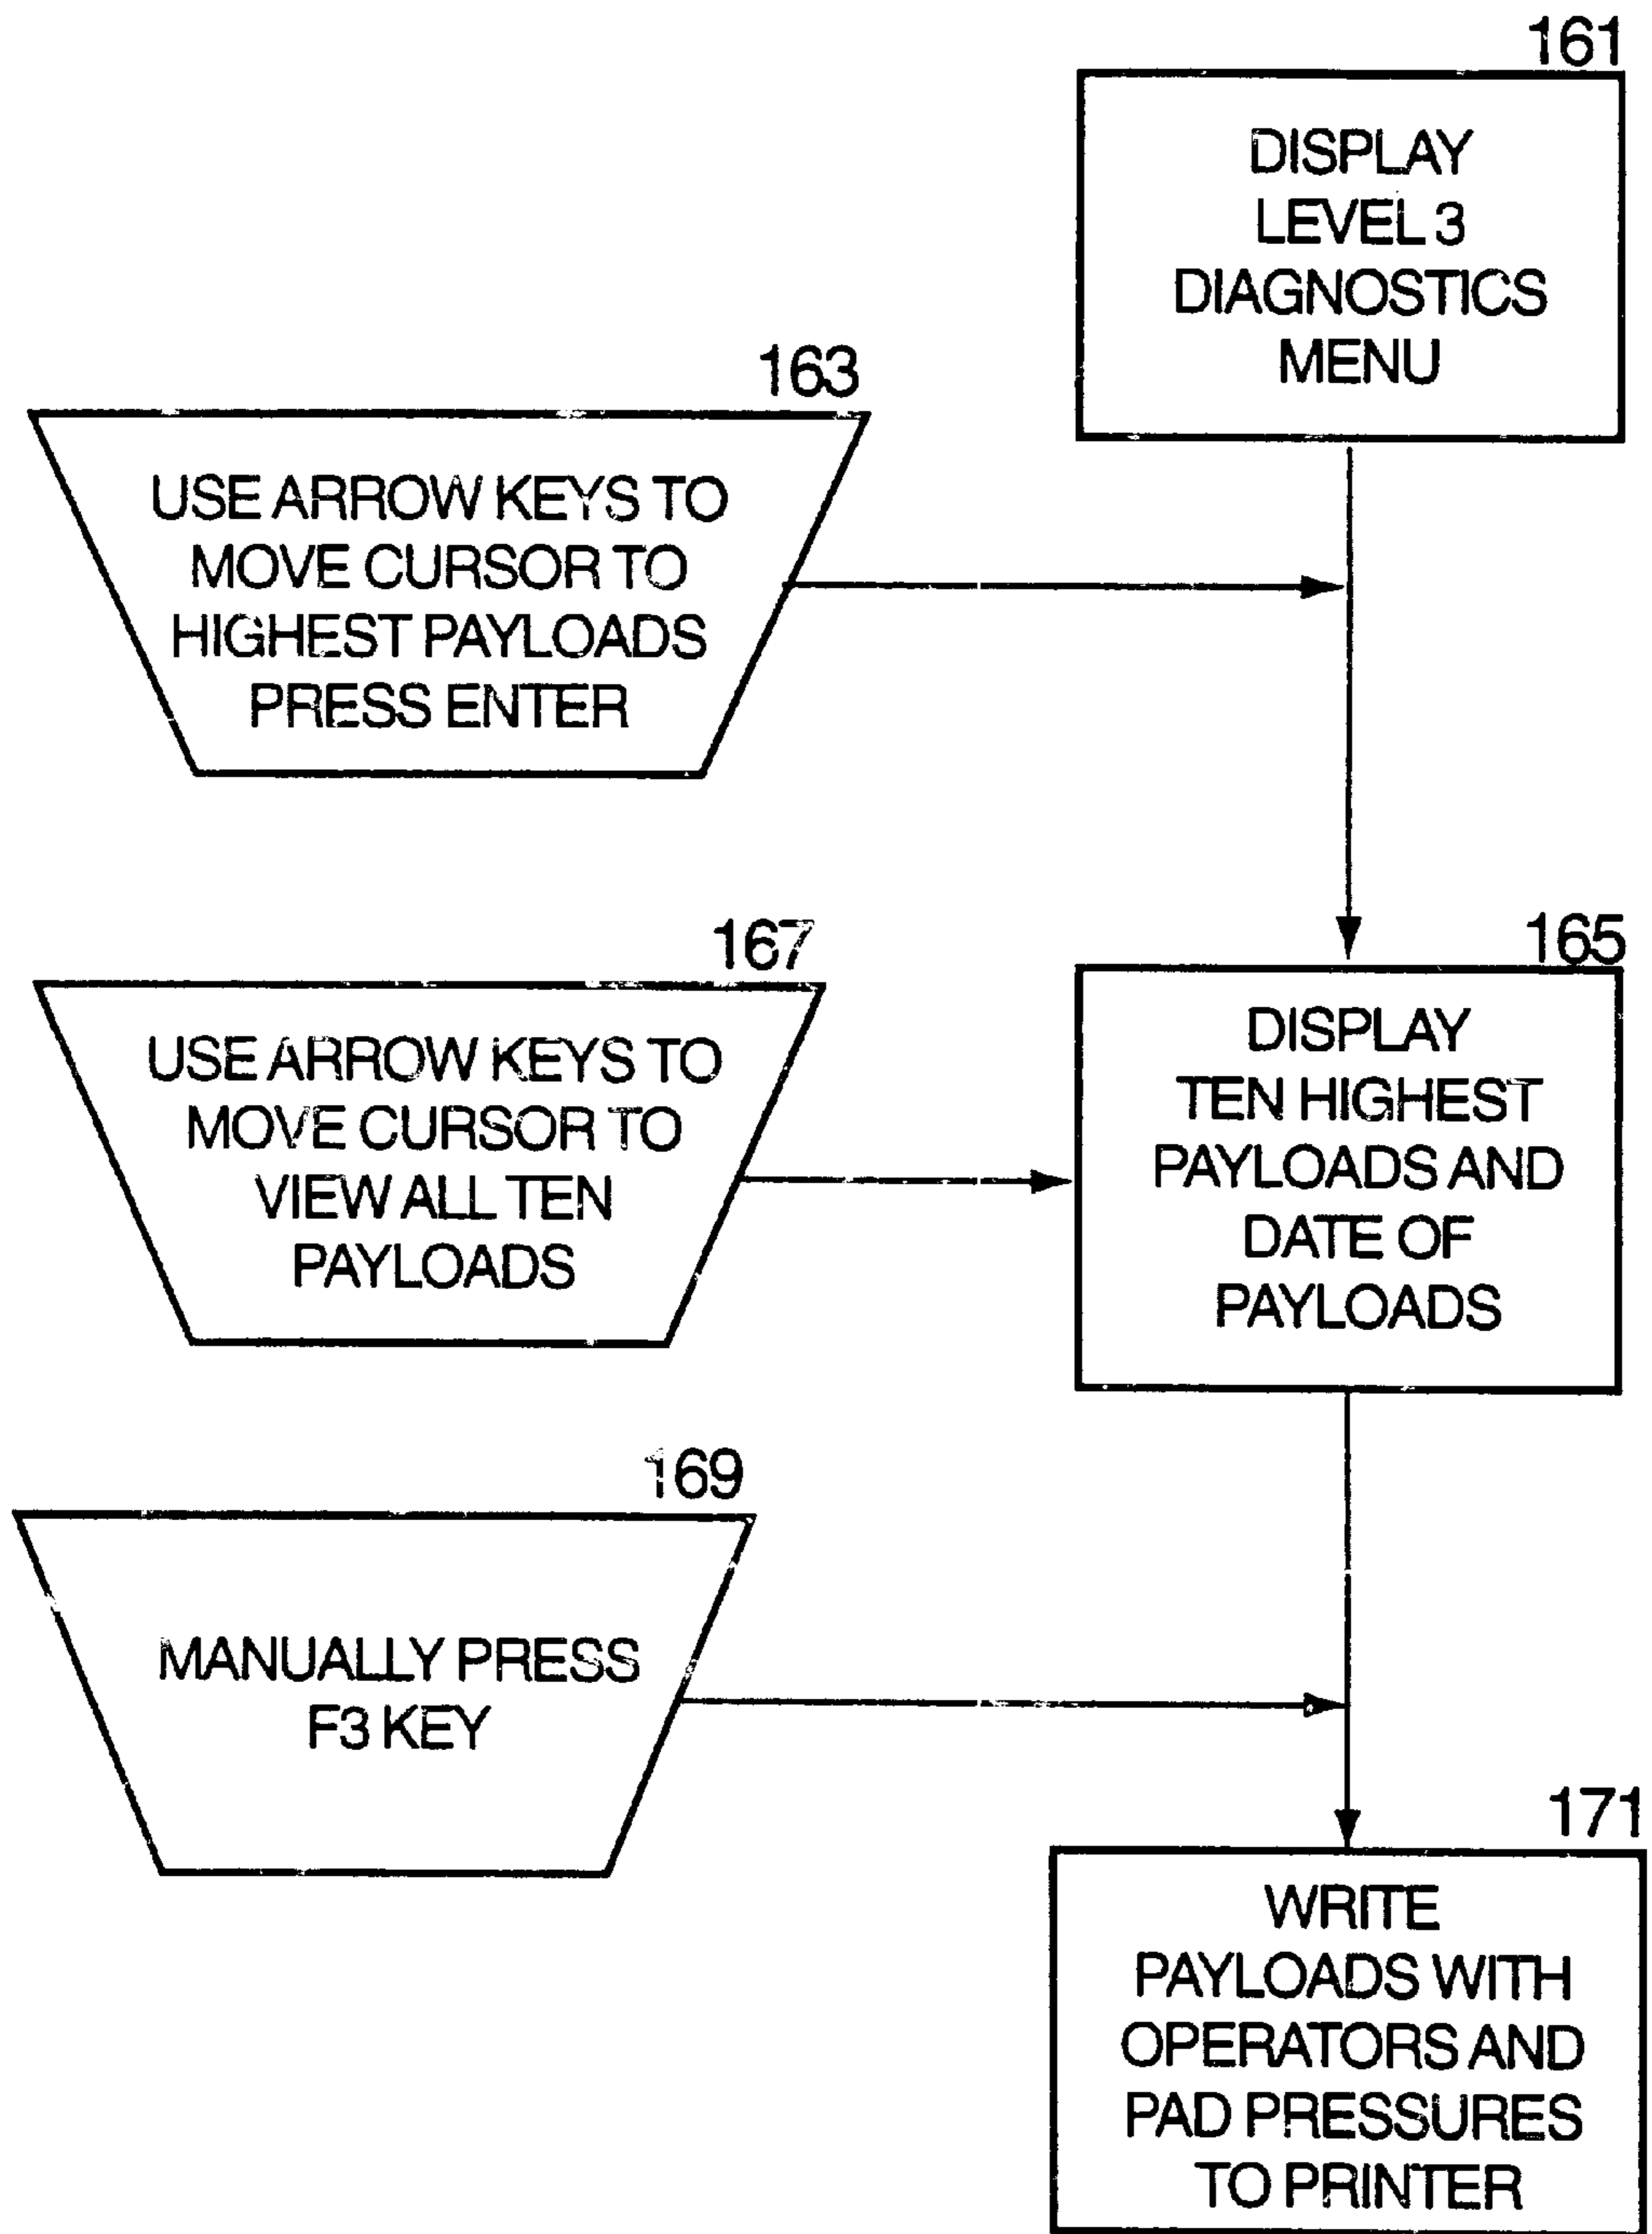 161
DISPLAY
LEVEL 3
DIAGNOSTICS
MENU
163
USE ARROW KEYS TO
MOVE CURSOR TO
HIGHEST PAYLOADS
PRESS ENTER
167
USE ARROW KEYS TO
MOVE CURSOR TO
VIEW ALL TEN
PAYLOADS
165
DISPLAY
TEN HIGHEST
PAYLOADS AND
DATE OF
PAYLOADS
169
MANUALLY PRESS
F3 KEY
171
WRITE
PAYLOADS WITH
OPERATORS AND
PAD PRESSURES
TO PRINTER